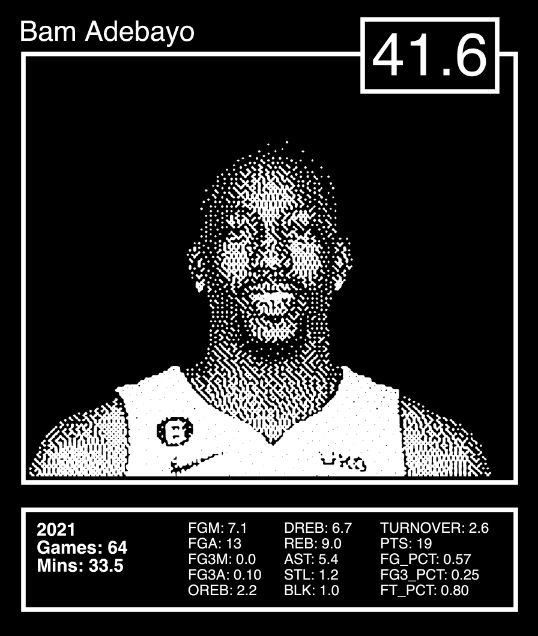 Bam Adebayo
41.6
2021
Games: 64
Mins: 33.5
FGM: 7.1
FGA: 13
FG3M: 0.0
FG3A: 0.10
OREB: 2.2
DREB: 6.7
REB: 9.0
AST: 5.4
STL: 1.2
BLK: 1.0
TURNOVER: 2.6
PTS: 19
FG_PCT: 0.57
FG3_PCT: 0.25
FT_PCT: 0.80